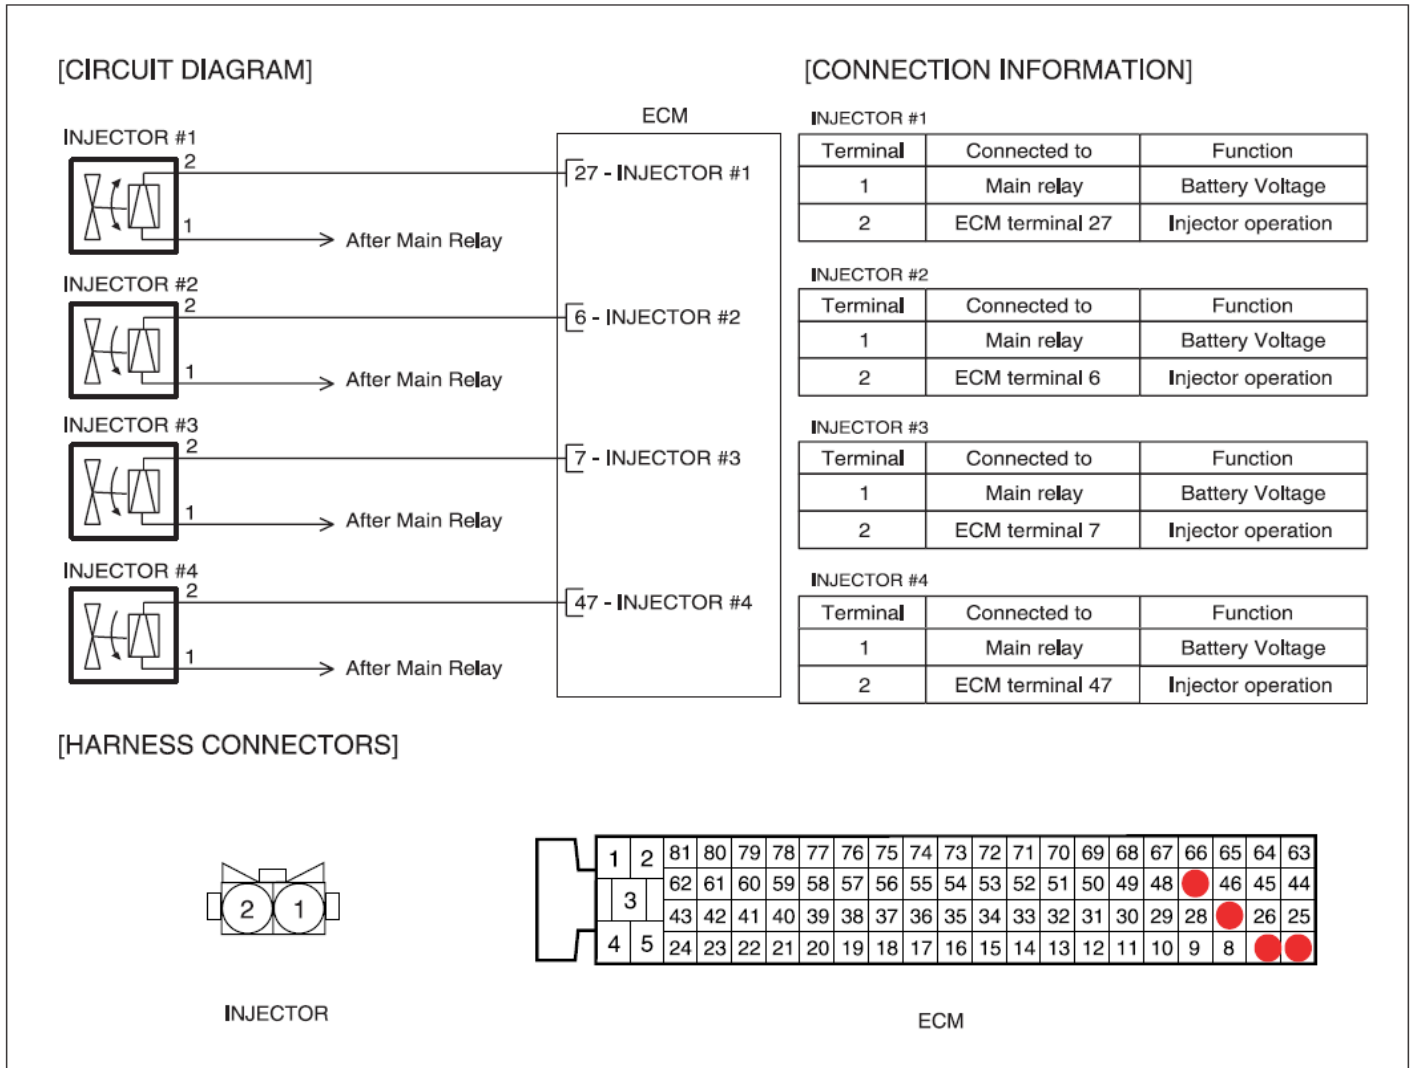 [CIRCUIT DIAGRAM]
INJECTOR #1
2
1
After Main Relay
INJECTOR #2
2
1
After Main Relay
INJECTOR #3
2
1
After Main Relay
INJECTOR #4
2
1
After Main Relay
ECM
27 - INJECTOR #1
6 - INJECTOR #2
7 - INJECTOR #3
47 - INJECTOR #4
[CONNECTION INFORMATION]
INJECTOR #1
Terminal Connected to Function
1 Main relay Battery Voltage
2 ECM terminal 27 Injector operation
INJECTOR #2
Terminal Connected to Function
1 Main relay Battery Voltage
2 ECM terminal 6 Injector operation
INJECTOR #3
Terminal Connected to Function
1 Main relay Battery Voltage
2 ECM terminal 7 Injector operation
INJECTOR #4
Terminal Connected to Function
1 Main relay Battery Voltage
2 ECM terminal 47 Injector operation
[HARNESS CONNECTORS]
2 1
INJECTOR
1 2 81 80 79 78 77 76 75 74 73 72 71 70 69 68 67 66 65 64 63
62 61 60 59 58 57 56 55 54 53 52 51 50 49 48 46 45 44
3
43 42 41 40 39 38 37 36 35 34 33 32 31 30 29 28 26 25
4 5 24 23 22 21 20 19 18 17 16 15 14 13 12 11 10 9 8
ECM